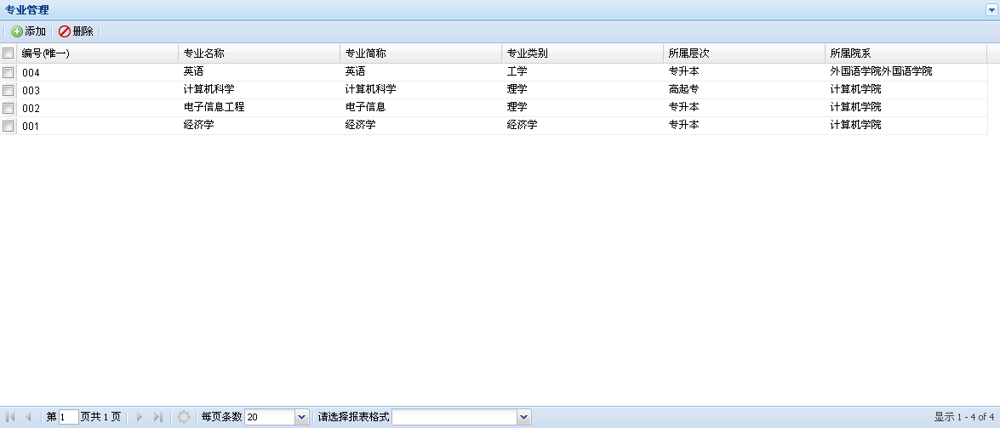 专业管理
添加 删除
编号(唯一) 专业名称 专业简称 专业类别 所属层次 所属院系
004 英语 英语 工学 专升本 外国语学院外国语学院
003 计算机科学 计算机科学 理学 高起专 计算机学院
002 电子信息工程 电子信息 理学 专升本 计算机学院
001 经济学 经济学 经济学 专升本 计算机学院
第 1 页共 1 页 每页条数 20 请选择报表格式 显示 1 - 4 of 4